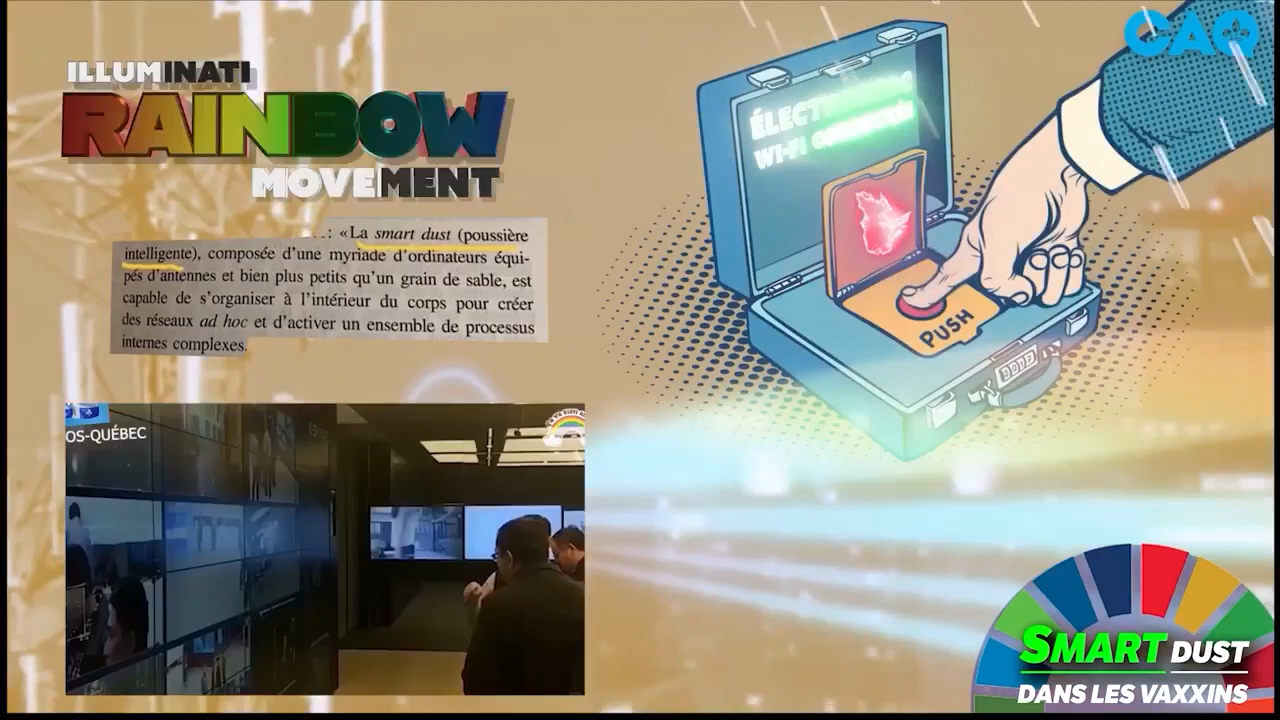 CAQ
ILLUMINATI
RAINBOW
MOVEMENT
: «La smart dust (poussière
intelligente), composée d'une myriade d'ordinateurs équi-
pés d'antennes et bien plus petits qu'un grain de sable, est
capable de s'organiser à l'intérieur du corps pour créer
des réseaux ad hoc et d'activer un ensemble de processus
internes complexes.
WI-FI
PUSH
OS-QUÉBEC
SMART DUST
DANS LES VAXXINS